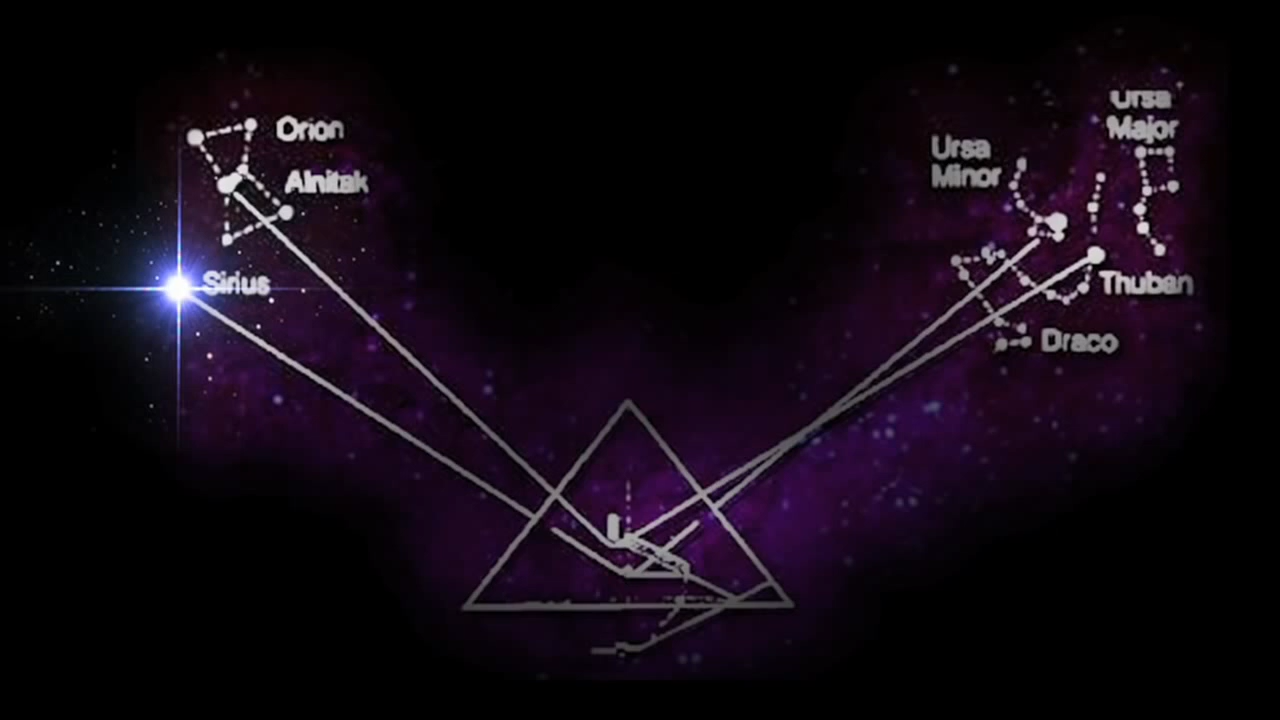 Orion
Alnitak
Sirius
Ursa
Minor
Ursa
Major
Thuban
Draco